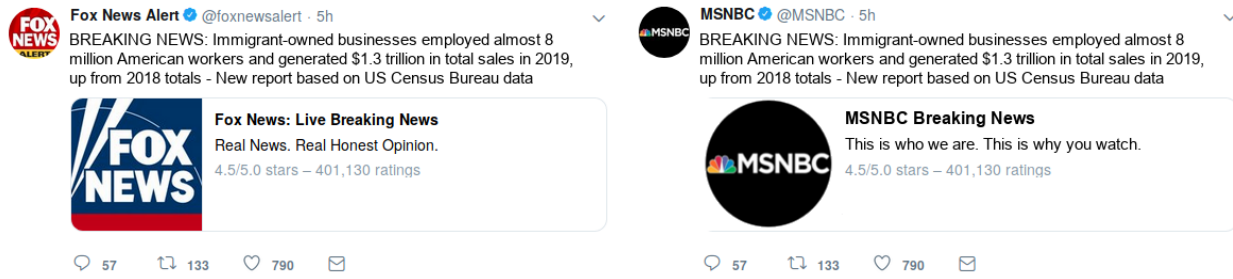 Fox News Alert @foxnewsalert · 5h
BREAKING NEWS: Immigrant-owned businesses employed almost 8
million American workers and generated $1.3 trillion in total sales in 2019,
up from 2018 totals - New report based on US Census Bureau data
Fox News: Live Breaking News
Real News. Real Honest Opinion.
4.5/5.0 stars – 401,130 ratings
57 133 790
FOX
NEWS
ALERT
FOX
NEWS
MSNBC @MSNBC · 5h
BREAKING NEWS: Immigrant-owned businesses employed almost 8
million American workers and generated $1.3 trillion in total sales in 2019,
up from 2018 totals - New report based on US Census Bureau data
MSNBC Breaking News
This is who we are. This is why you watch.
4.5/5.0 stars – 401,130 ratings
57 133 790
MSNBC
MSNBC